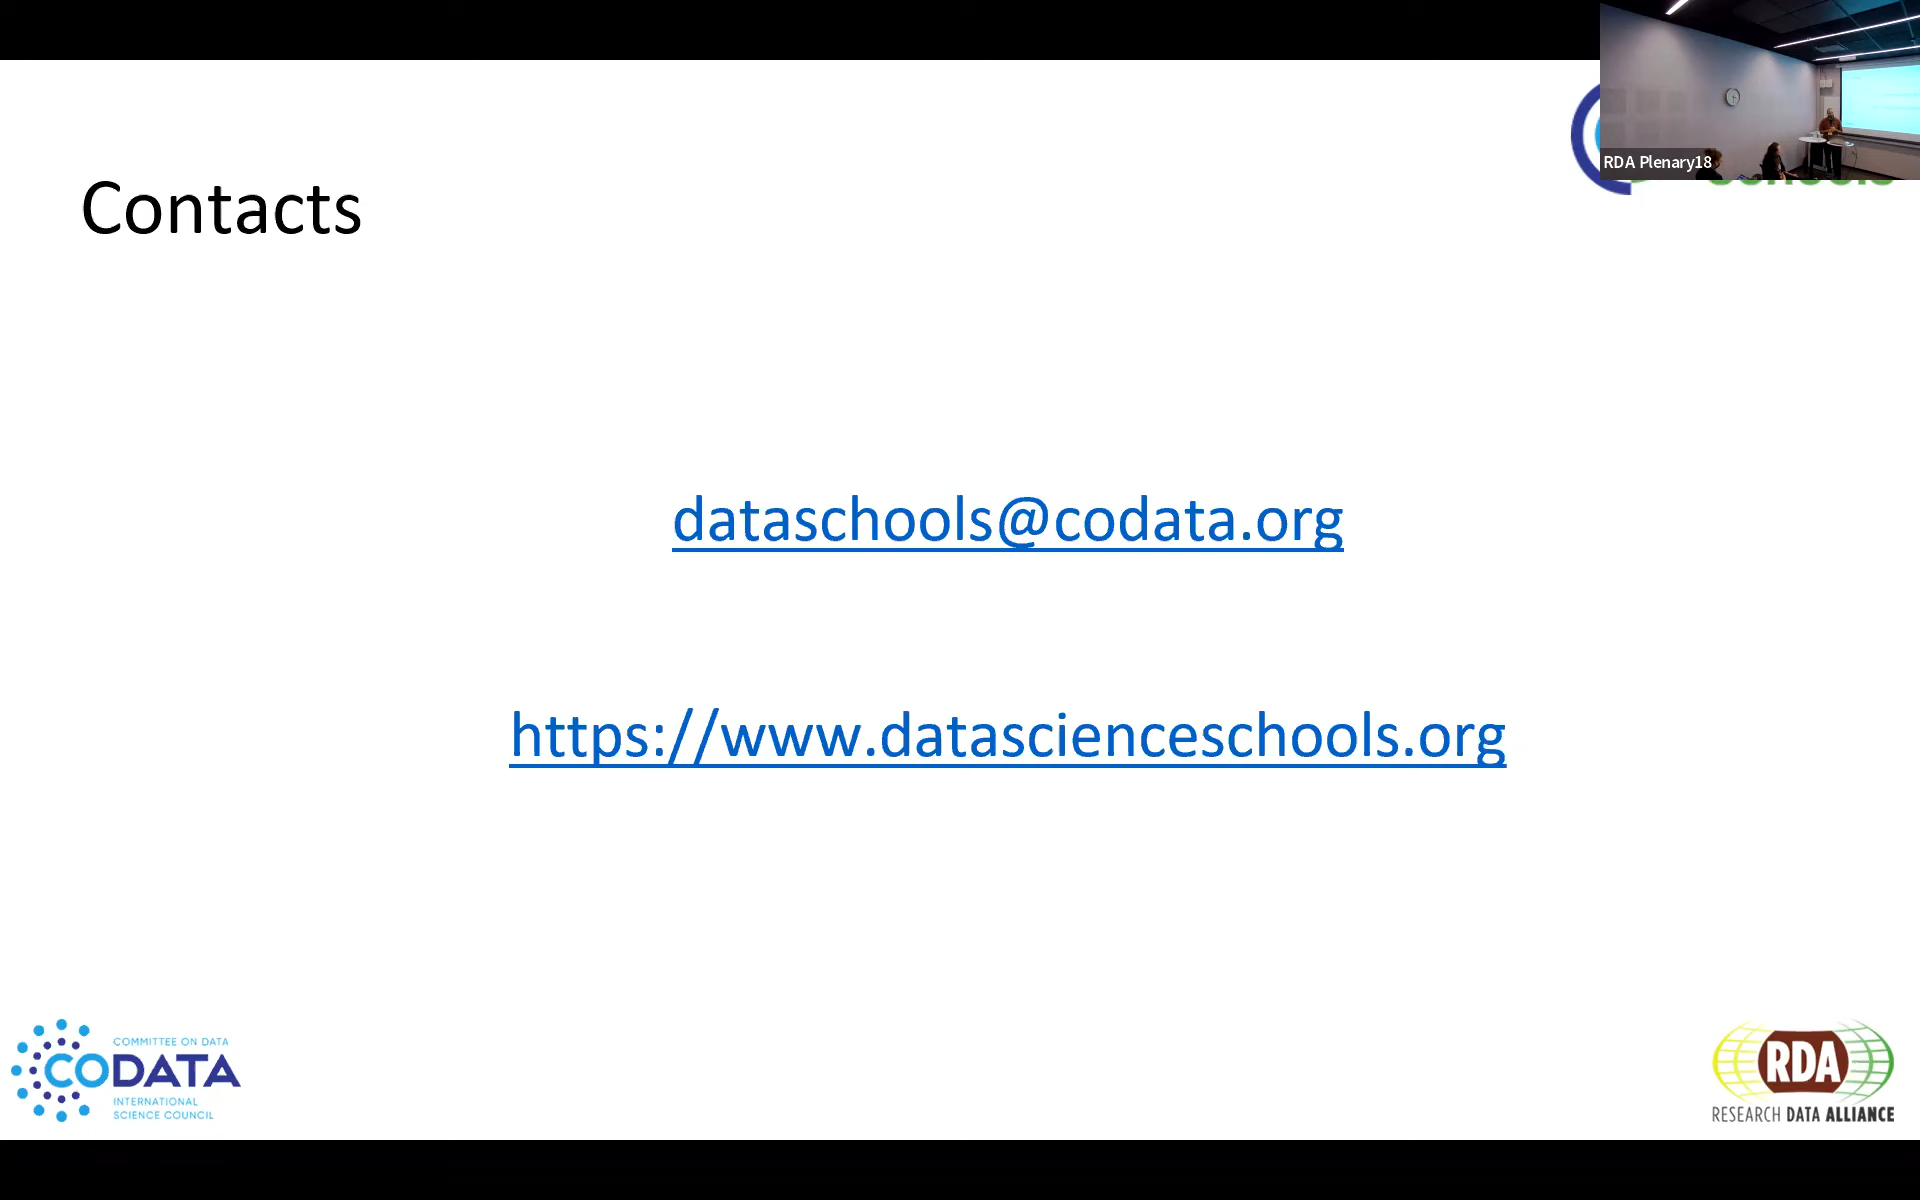 RDA Plenary18
Contacts
dataschools@codata.org
https://www.datascienceschools.org
COMMITTEE ON DATA
CODATA
INTERNATIONAL
SCIENCE COUNCIL
RDA
RESEARCH DATA ALLIANCE